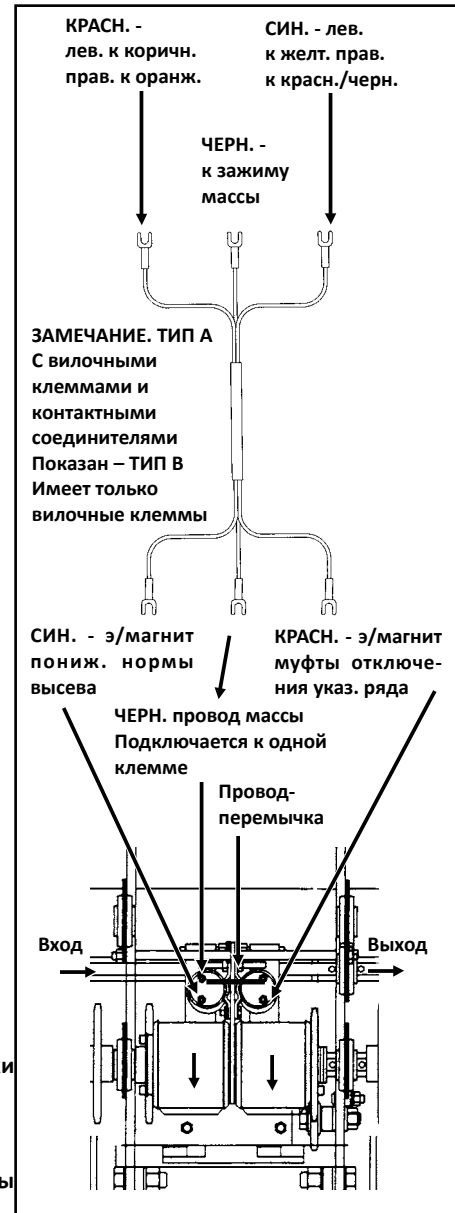 КРАСН. -
лев. к коричн.
прав. к оранж.
СИН. - лев.
к желт. прав.
к красн./черн.
ЧЕРН. -
к зажиму
массы
ЗАМЕЧАНИЕ. ТИП А
С вилочными
клеммами и
контактными
соединителями
Показан – ТИП В
Имеет только
вилочные клеммы
СИН. - э/магнит
пониж. нормы
высева
КРАСН. - э/магнит
муфты отключе-
ния указ. ряда
ЧЕРН. провод массы
Подключается к одной
клемме
Провод-
перемычка
Вход
Выход
ки
ы